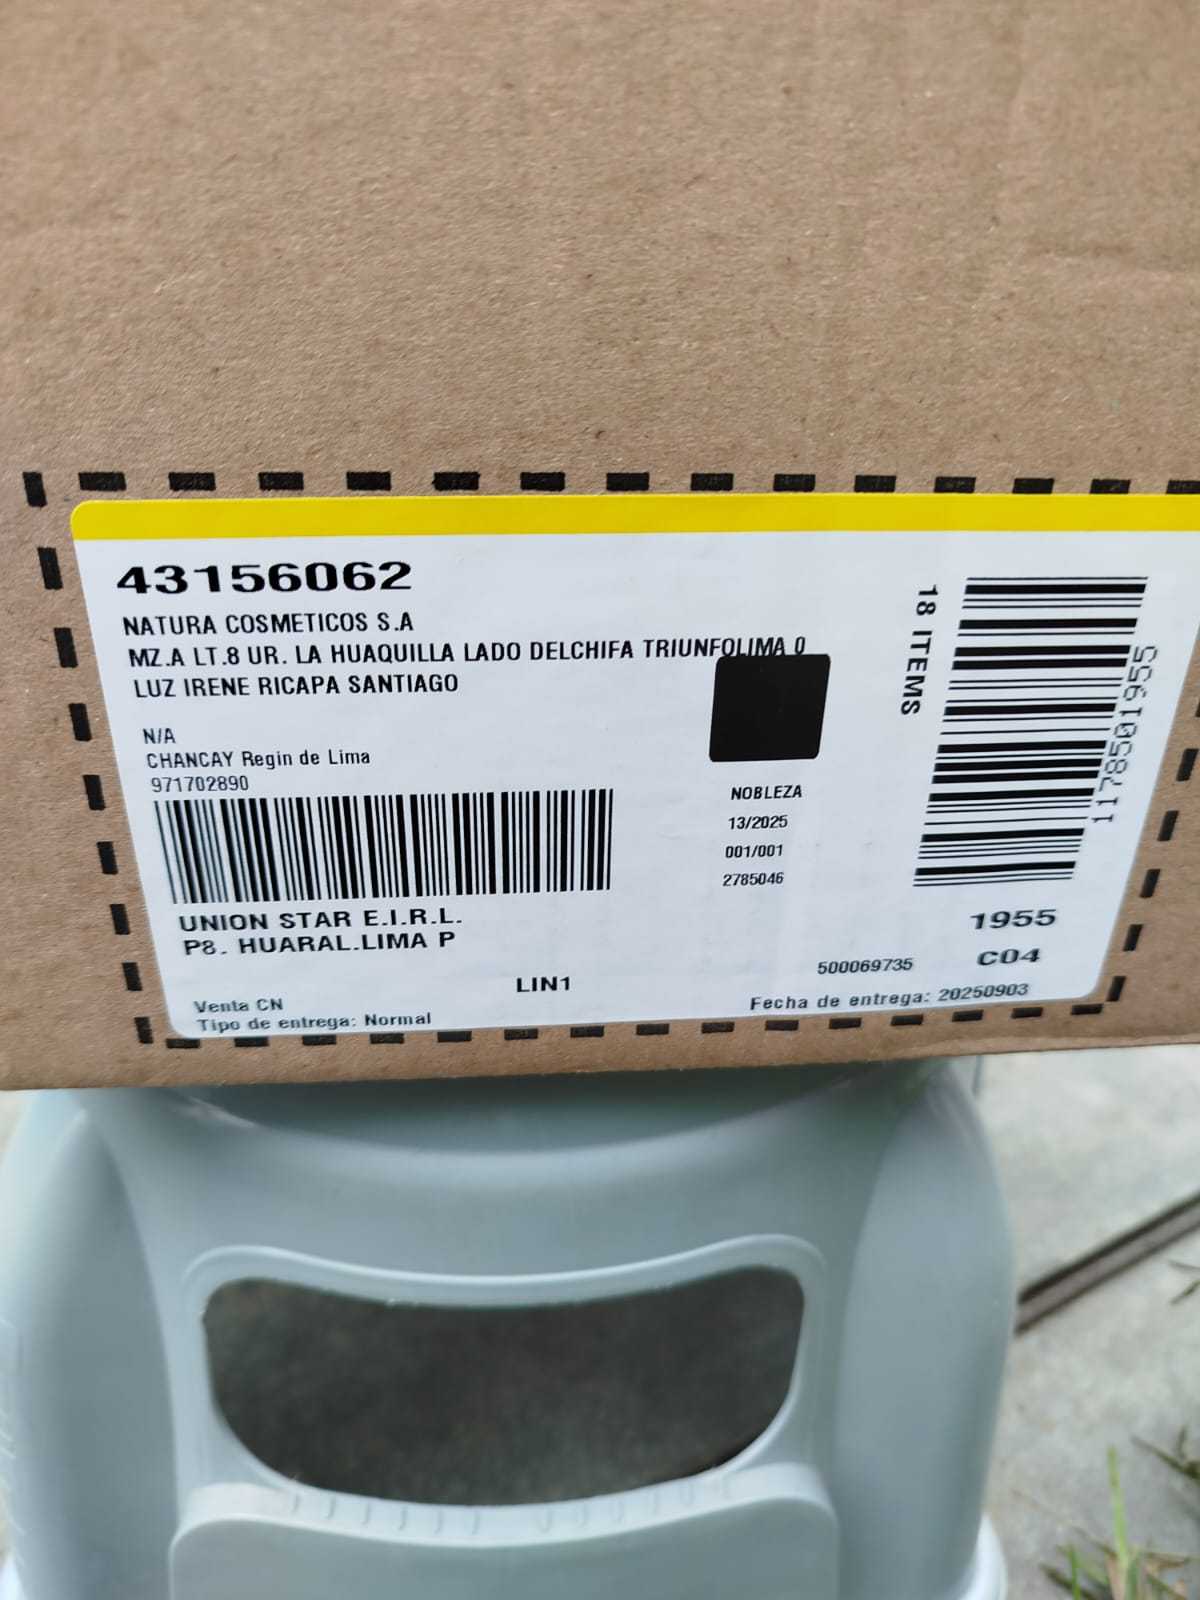 43156062
NATURA COSMETICOS S.A
MZ.A LT.8 UR. LA HUAQUILLA LADO DELCHIFA TRIUNFOLIMA 0
LUZ IRENE RICAPA SANTIAGO
N/A
CHANCAY Regin de Lima
971702890
UNION STAR E.I.R.L.
P8. HUARAL.LIMA P
LIN1
Venta CN
Tipo de entrega: Normal
NOBLEZA
13/2025
001/001
2785046
18 ITEMS
1178501955
1955
C04
500069735
Fecha de entrega: 20250903